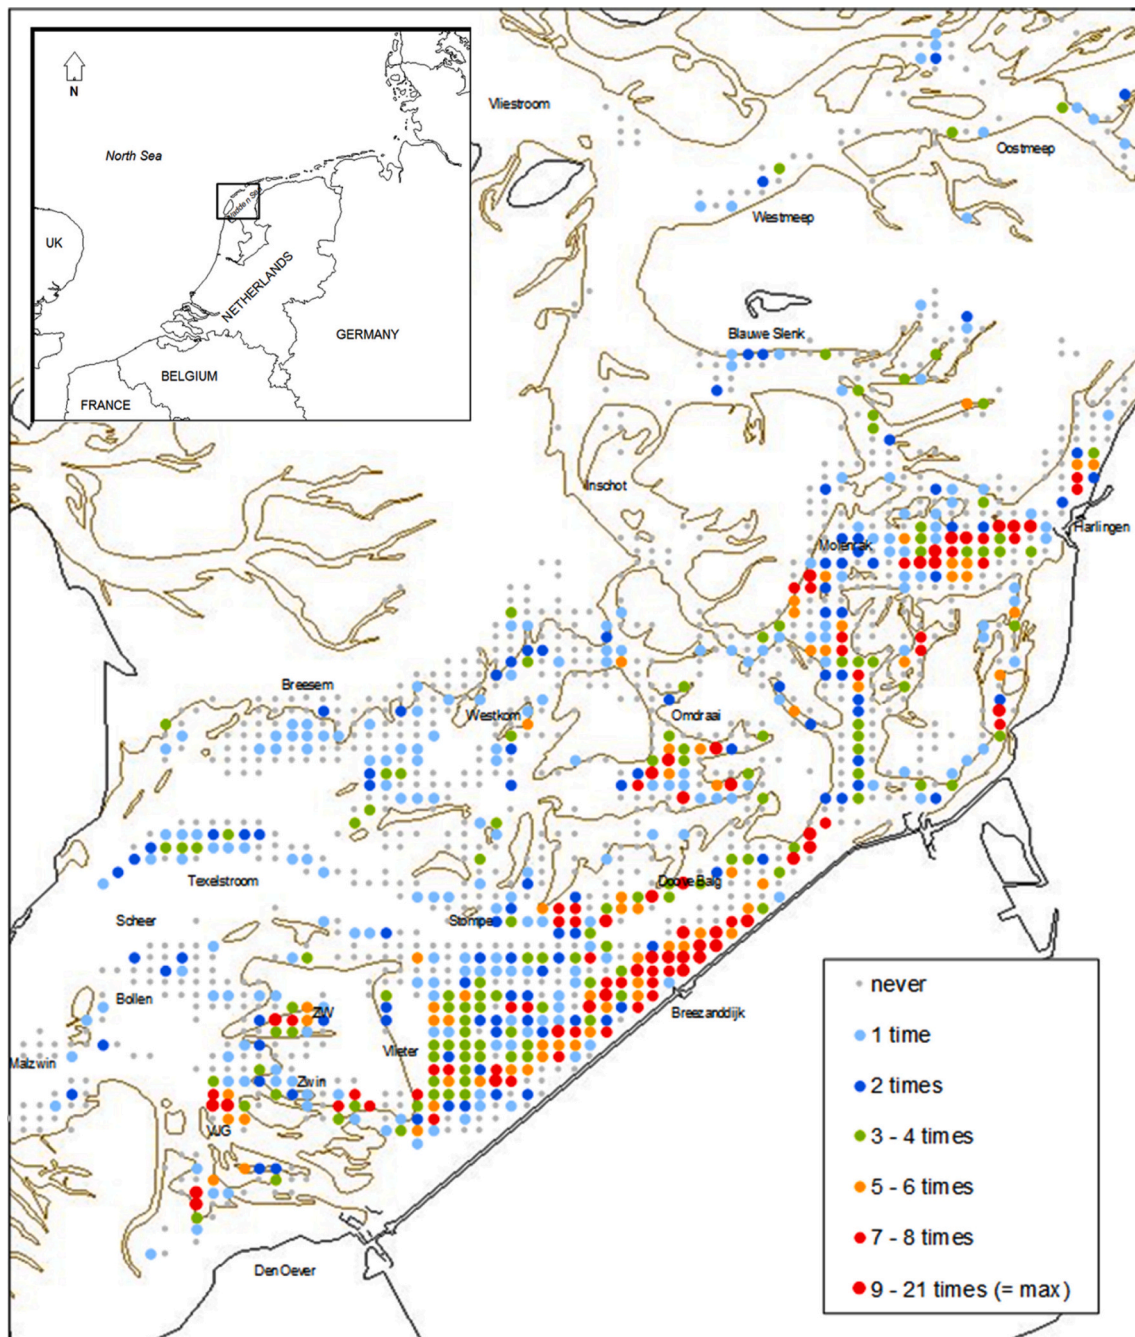 N
North Sea
UK
NETHERLANDS
GERMANY
BELGIUM
FRANCE
Vliestroom
Oostmeep
Westmeep
Blauwe Slenk
Inschot
Molenrak
Harlingen
Breesem
Westkom
Omdraai
Texelstroom
Doove Balg
Scheer
Stompe
Bollen
ZW
Breezanddijk
Malzwin
Vlieter
Zwin
VJG
Den Oever
never
1 time
2 times
3 - 4 times
5 - 6 times
7 - 8 times
9 - 21 times (= max)